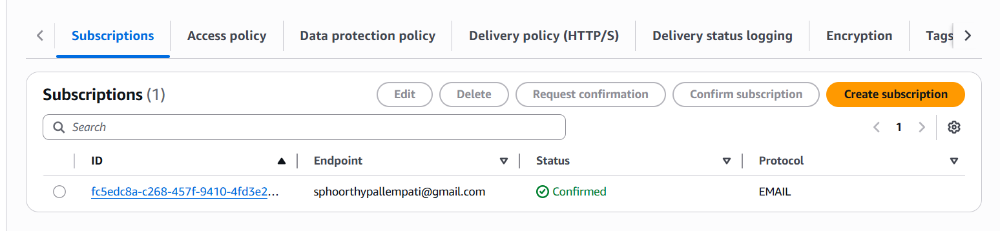 Subscriptions Access policy Data protection policy Delivery policy (HTTP/S) Delivery status logging Encryption Tags
Subscriptions (1) Edit Delete Request confirmation Confirm subscription Create subscription
Search 1
ID Endpoint Status Protocol
fc5edc8a-c268-457f-9410-4fd3e2... sphoorthypallempati@gmail.com Confirmed EMAIL